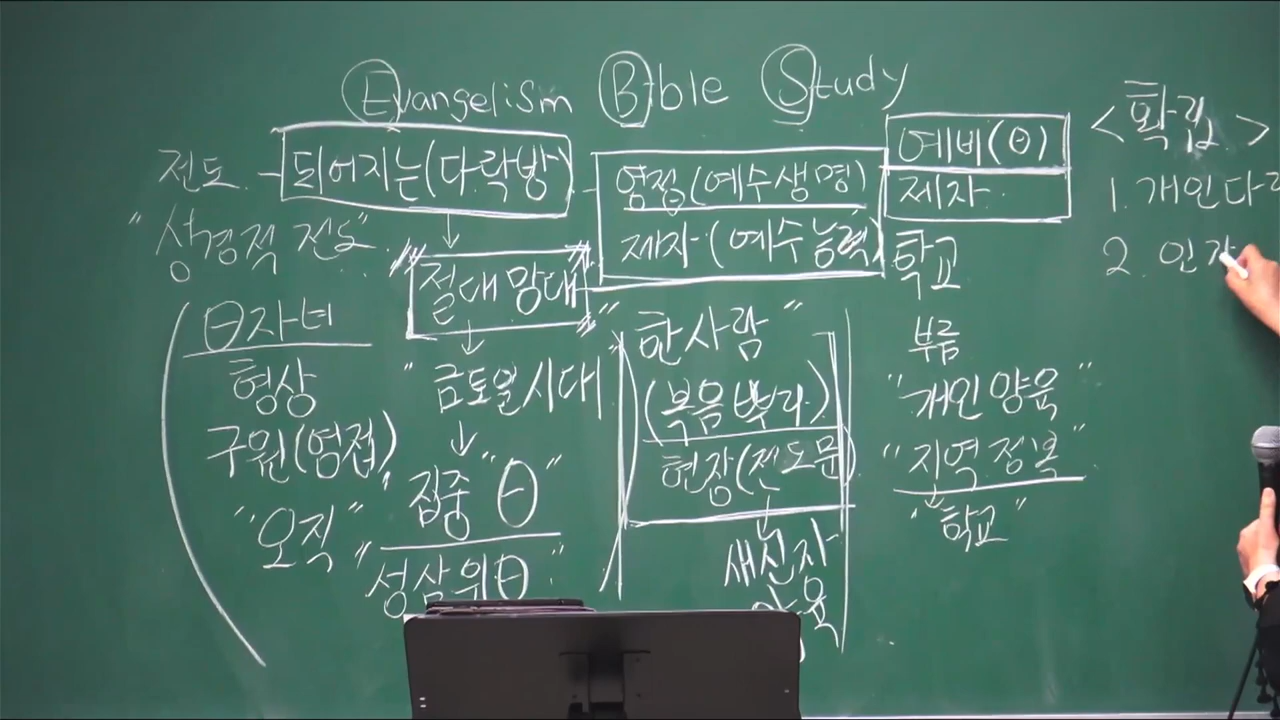 Evangelism Bible Study
전도 - 되어지는(다락방)
"성경적 전도"
절대망대
"금토일시대"
집중 "Θ"
"성삼위Θ"
Θ자녀
형상
구원(영접)
"오직"
영접(예수생명)
제자(예수능력)
"한사람"
(복음뿌리)
현장(전도문)
새신자
예비(Θ)
제자
학교
부름
"개인양육"
"지역정복"
"학교"
<확립>
1. 개인다
2. 인